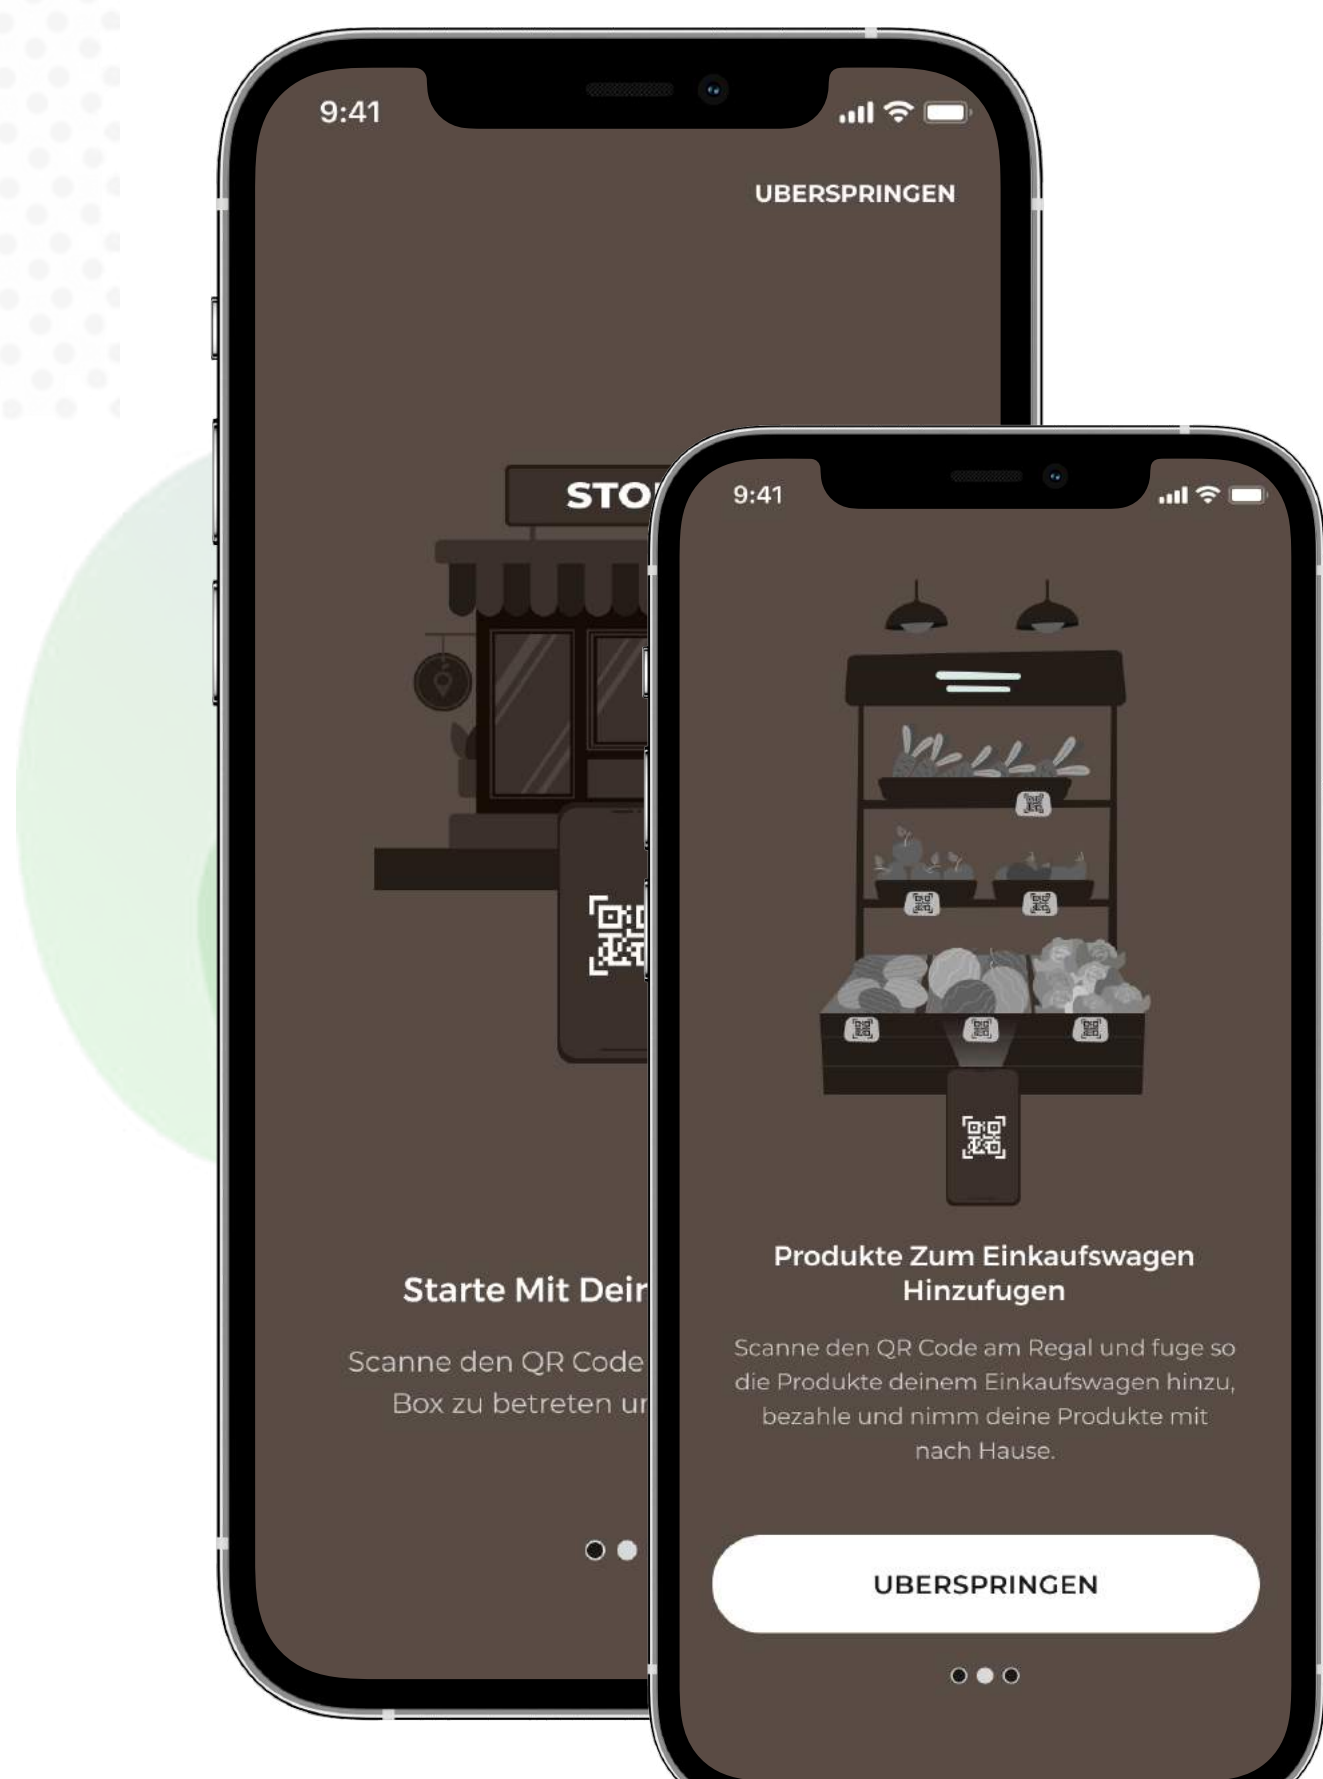 9:41
UBERSPRINGEN
STO
Starte Mit Dein
Scanne den QR Code
Box zu betreten
9:41
Produkte Zum Einkaufswagen
Hinzufugen
Scanne den QR Code am Regal und fuge so
die Produkte deinem Einkaufswagen hinzu,
bezahle und nimm deine Produkte mit
nach Hause.
UBERSPRINGEN